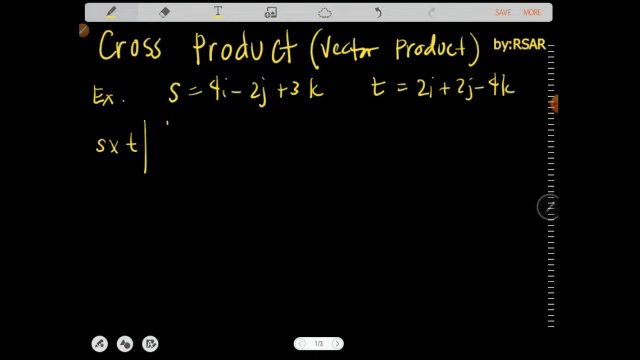 SAVE MORE
Cross Product (Vector Product) by:RSAR
Ex. s = 4i - 2j + 3k t = 2i + 2j - 4k
s x t |
1/3